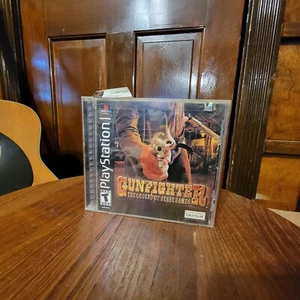 PlayStation
GUNFIGHTER
THE LEGEND OF JESSE JAMES
T